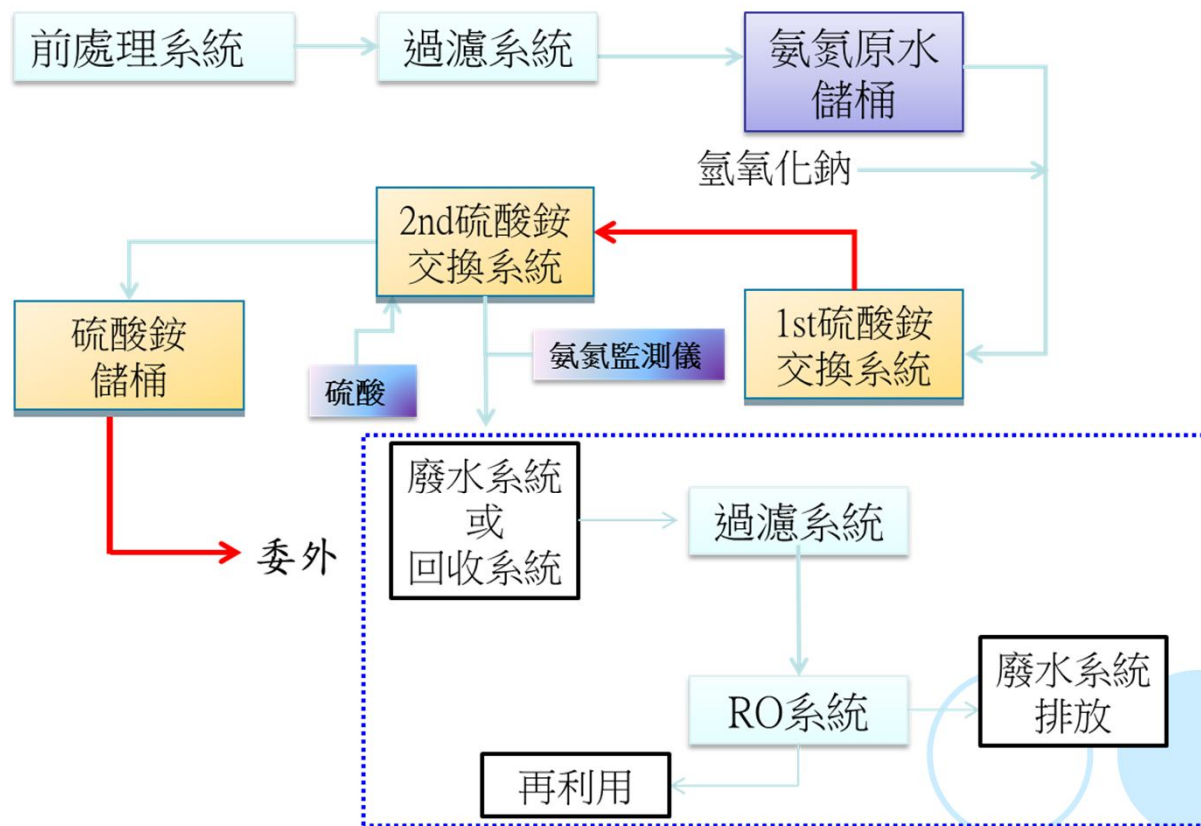 前處理系統
過濾系統
氨氮原水
儲桶
氫氧化鈉
2nd硫酸銨
交換系統
1st硫酸銨
交換系統
硫酸銨
儲桶
硫酸
氨氮監測儀
委外
廢水系統
或
回收系統
過濾系統
RO系統
廢水系統
排放
再利用